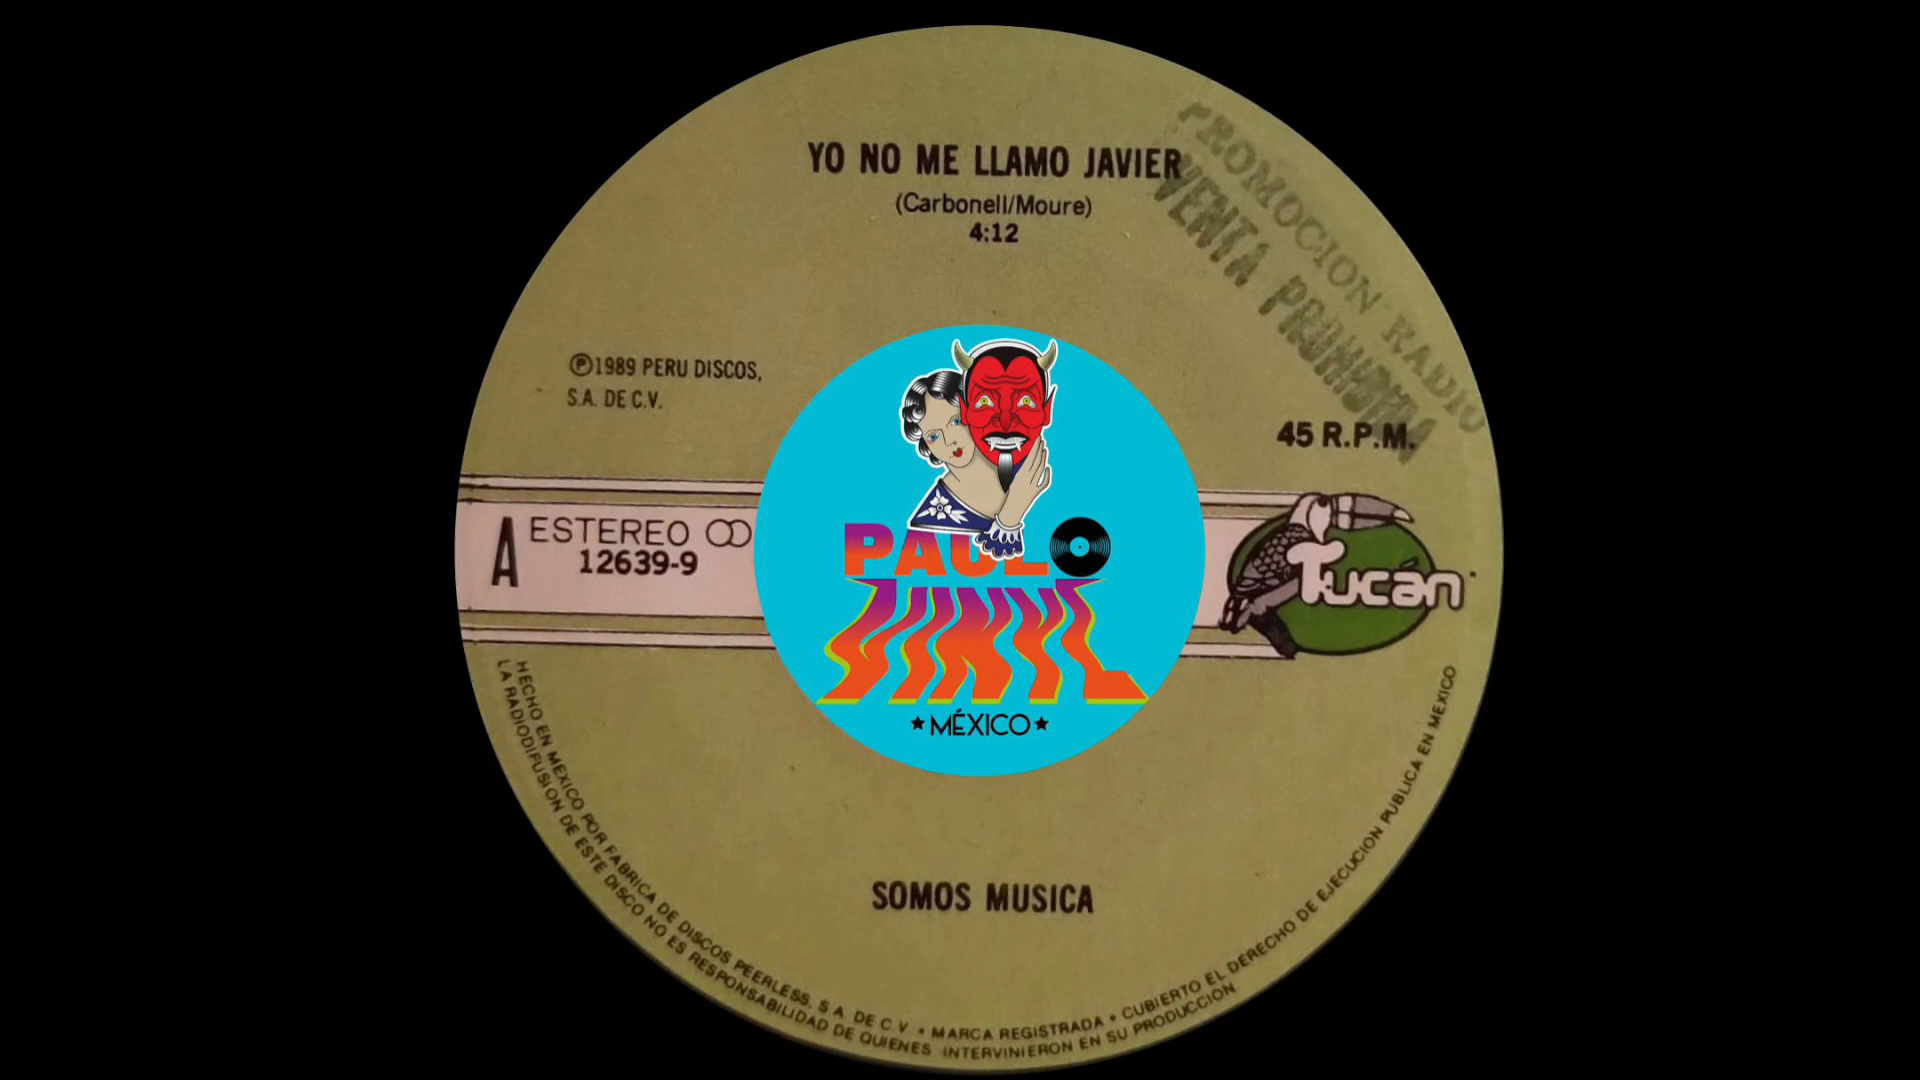 YO NO ME LLAMO JAVIER
(Carbonell/Moure)
4:12
PROMOCION RADIO
VENTA PROHIBIDA
Ⓟ1989 PERU DISCOS,
S.A. DE C.V.
45 R.P.M.
A
ESTEREO
12639-9
PAULO
VINYL
★MÉXICO★
Tucán
SOMOS MUSICA
HECHO EN MEXICO POR FABRICA DE DISCOS PEERLESS, S.A. DE C.V. • MARCA REGISTRADA • CUBIERTO EL DERECHO DE EJECUCION PUBLICA EN MEXICO
LA RADIODIFUSION DE ESTE DISCO NO ES RESPONSABILIDAD DE QUIENES INTERVINIERON EN SU PRODUCCION